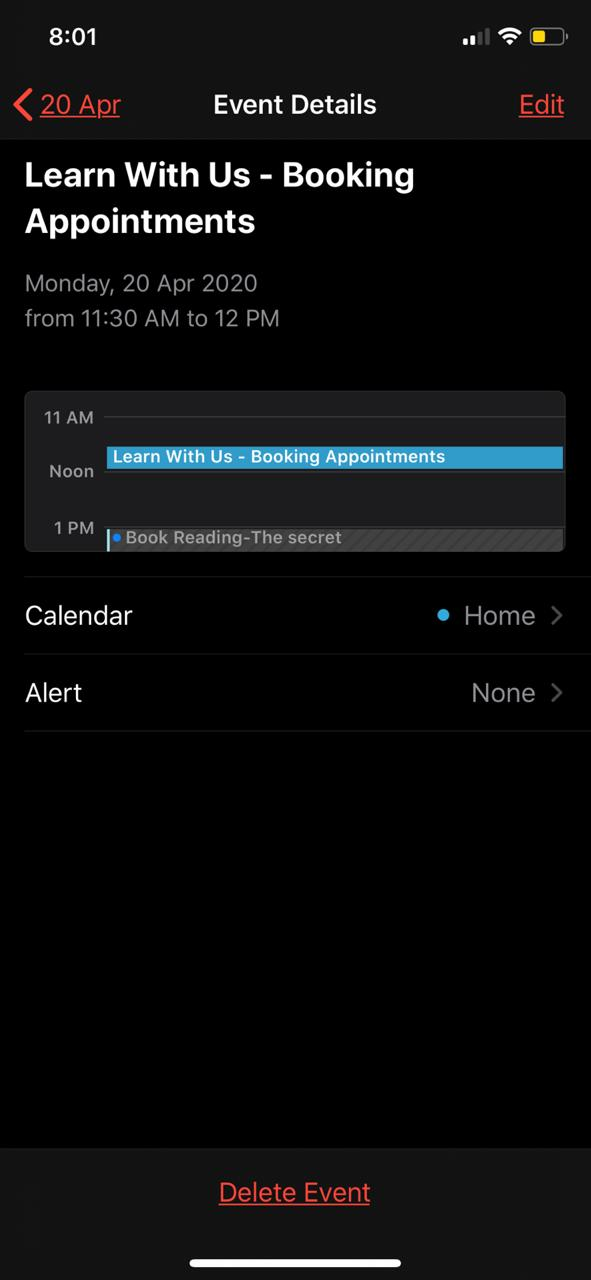 8:01
20 Apr Event Details Edit
Learn With Us - Booking
Appointments
Monday, 20 Apr 2020
from 11:30 AM to 12 PM
11 AM
Learn With Us - Booking Appointments
Noon
1 PM
Book Reading-The secret
Calendar Home
Alert None
Delete Event